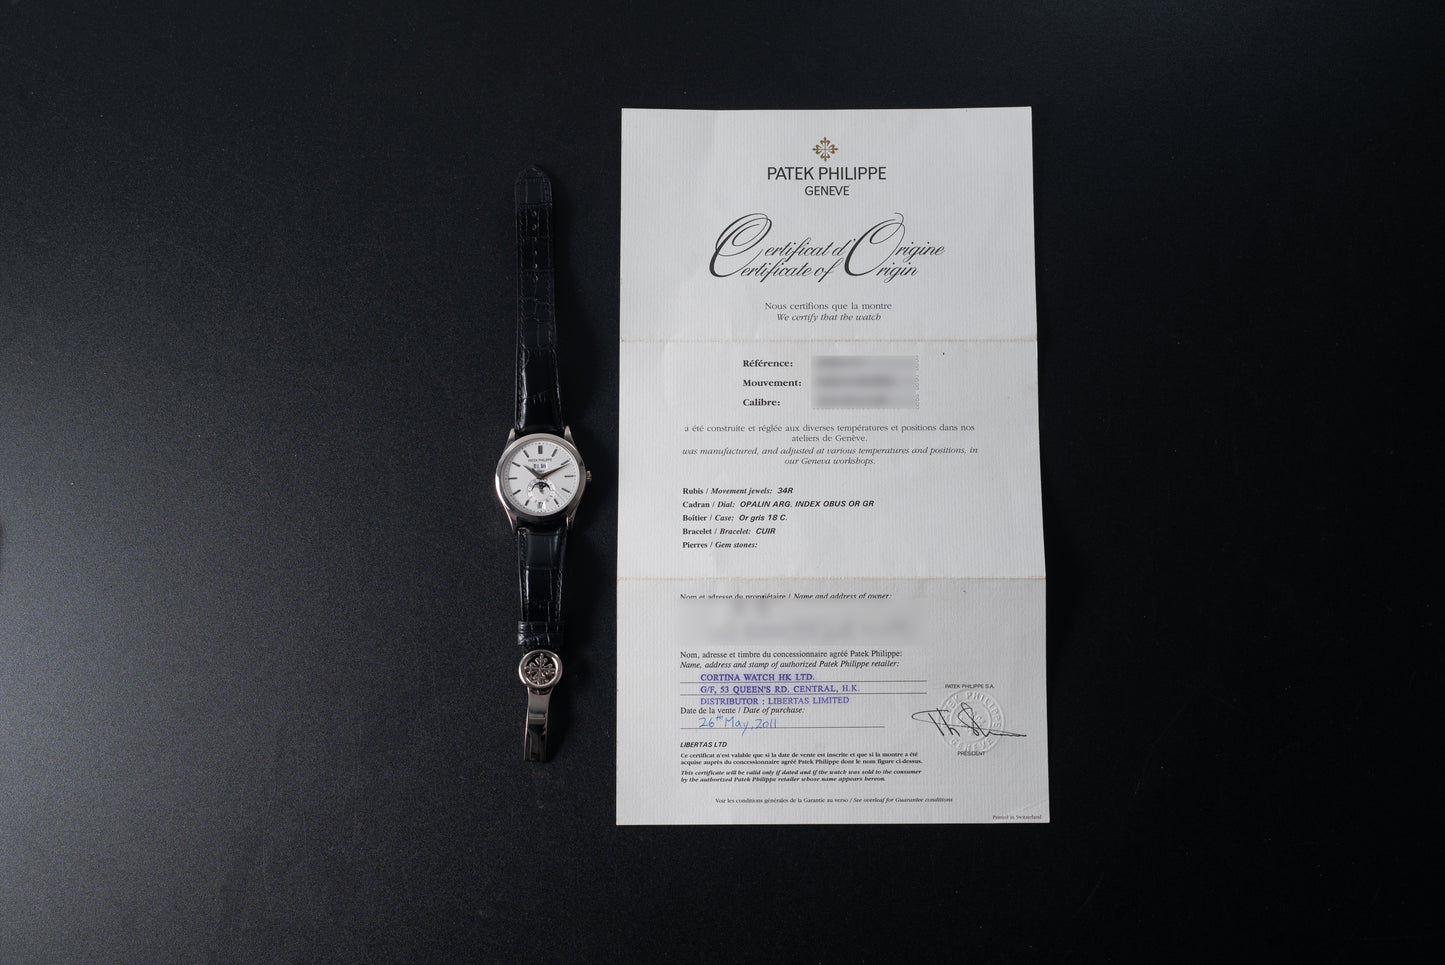 PATEK PHILIPPE
PATEK PHILIPPE
GENEVE
Certificat d'Origine
Certificate of Origin
Nous certifions que la montre
We certify that the watch
Référence:
Mouvement:
Calibre:
a été construite et réglée aux diverses températures et positions dans nos
ateliers de Genève.
was manufactured, and adjusted at various temperatures and positions, in
our Geneva workshops.
Rubis / Movement jewels: 34R
Cadran / Dial: OPALIN ARG. INDEX OBUS OR GR
Boîtier / Case: Or gris 18 C.
Bracelet / Bracelet: CUIR
Pierres / Gem stones:
Nom et adresse du propriétaire / Name and address of owner:
Nom, adresse et timbre du concessionnaire agréé Patek Philippe:
Name, address and stamp of authorized Patek Philippe retailer:
CORTINA WATCH HK LTD.
G/F, 53 QUEEN'S RD. CENTRAL, H.K.
DISTRIBUTOR : LIBERTAS LIMITED
Date de la vente / Date of purchase:
26th May, 2011
PATEK PHILIPPE S.A.
PATEK PHILIPPE
GENEVE
PRÉSIDENT
LIBERTAS LTD
Ce certificat n'est valable que si la date de vente est inscrite et que si la montre a été
acquise auprès du concessionnaire agréé Patek Philippe dont le nom figure ci-dessus.
This certificate will be valid only if dated and if the watch was sold to the consumer
by the authorized Patek Philippe retailer whose name appears hereon.
Voir les conditions générales de la Garantie au verso / See overleaf for Guarantee conditions
Printed in Switzerland